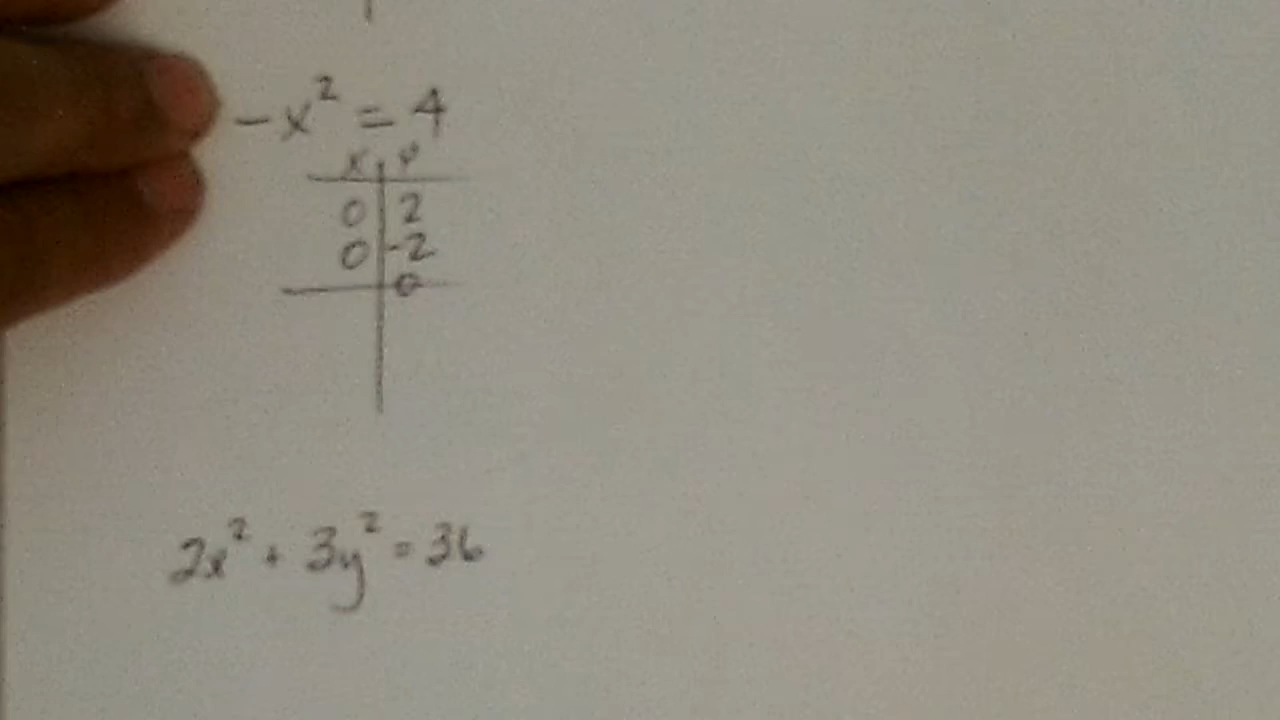 -x² = 4
x y
0 2
0 -2
0
2x² + 3y² = 36